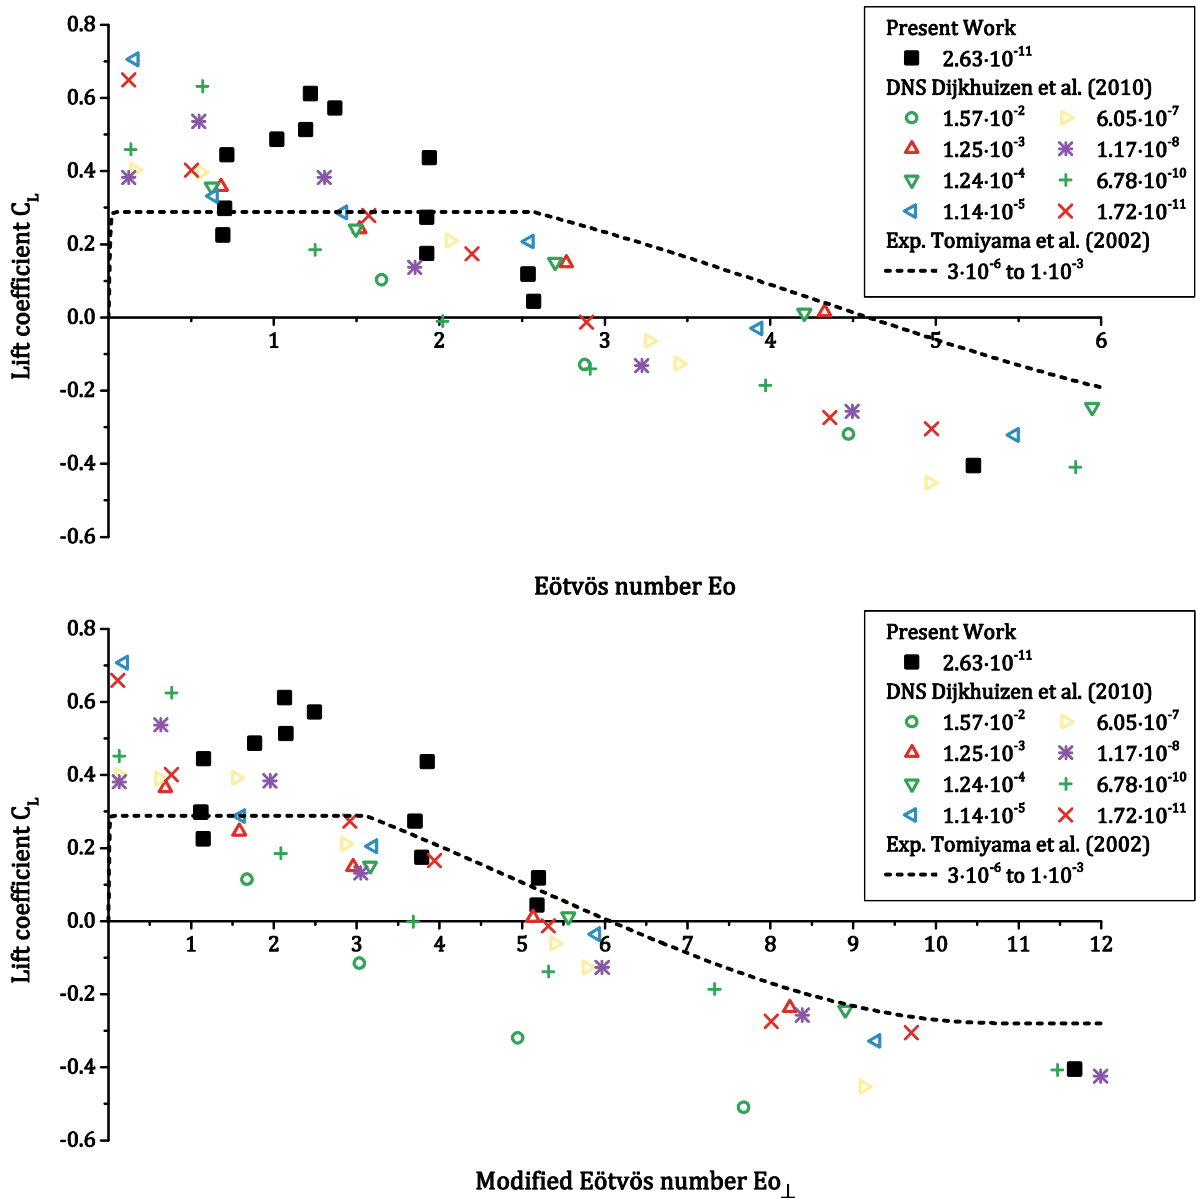 0.8
0.6
0.4
0.2
0.0
-0.2
-0.4
-0.6
Lift coefficient C_L
1 2 3 4 5 6
Eötvös number Eo
Present Work
2.63·10⁻¹¹
DNS Dijkhuizen et al. (2010)
1.57·10⁻² 6.05·10⁻⁷
1.25·10⁻³ 1.17·10⁻⁸
1.24·10⁻⁴ 6.78·10⁻¹⁰
1.14·10⁻⁵ 1.72·10⁻¹¹
Exp. Tomiyama et al. (2002)
3·10⁻⁶ to 1·10⁻³
0.8
0.6
0.4
0.2
0.0
-0.2
-0.4
-0.6
Lift coefficient C_L
1 2 3 4 5 6 7 8 9 10 11 12
Modified Eötvös number Eo⊥
Present Work
2.63·10⁻¹¹
DNS Dijkhuizen et al. (2010)
1.57·10⁻² 6.05·10⁻⁷
1.25·10⁻³ 1.17·10⁻⁸
1.24·10⁻⁴ 6.78·10⁻¹⁰
1.14·10⁻⁵ 1.72·10⁻¹¹
Exp. Tomiyama et al. (2002)
3·10⁻⁶ to 1·10⁻³